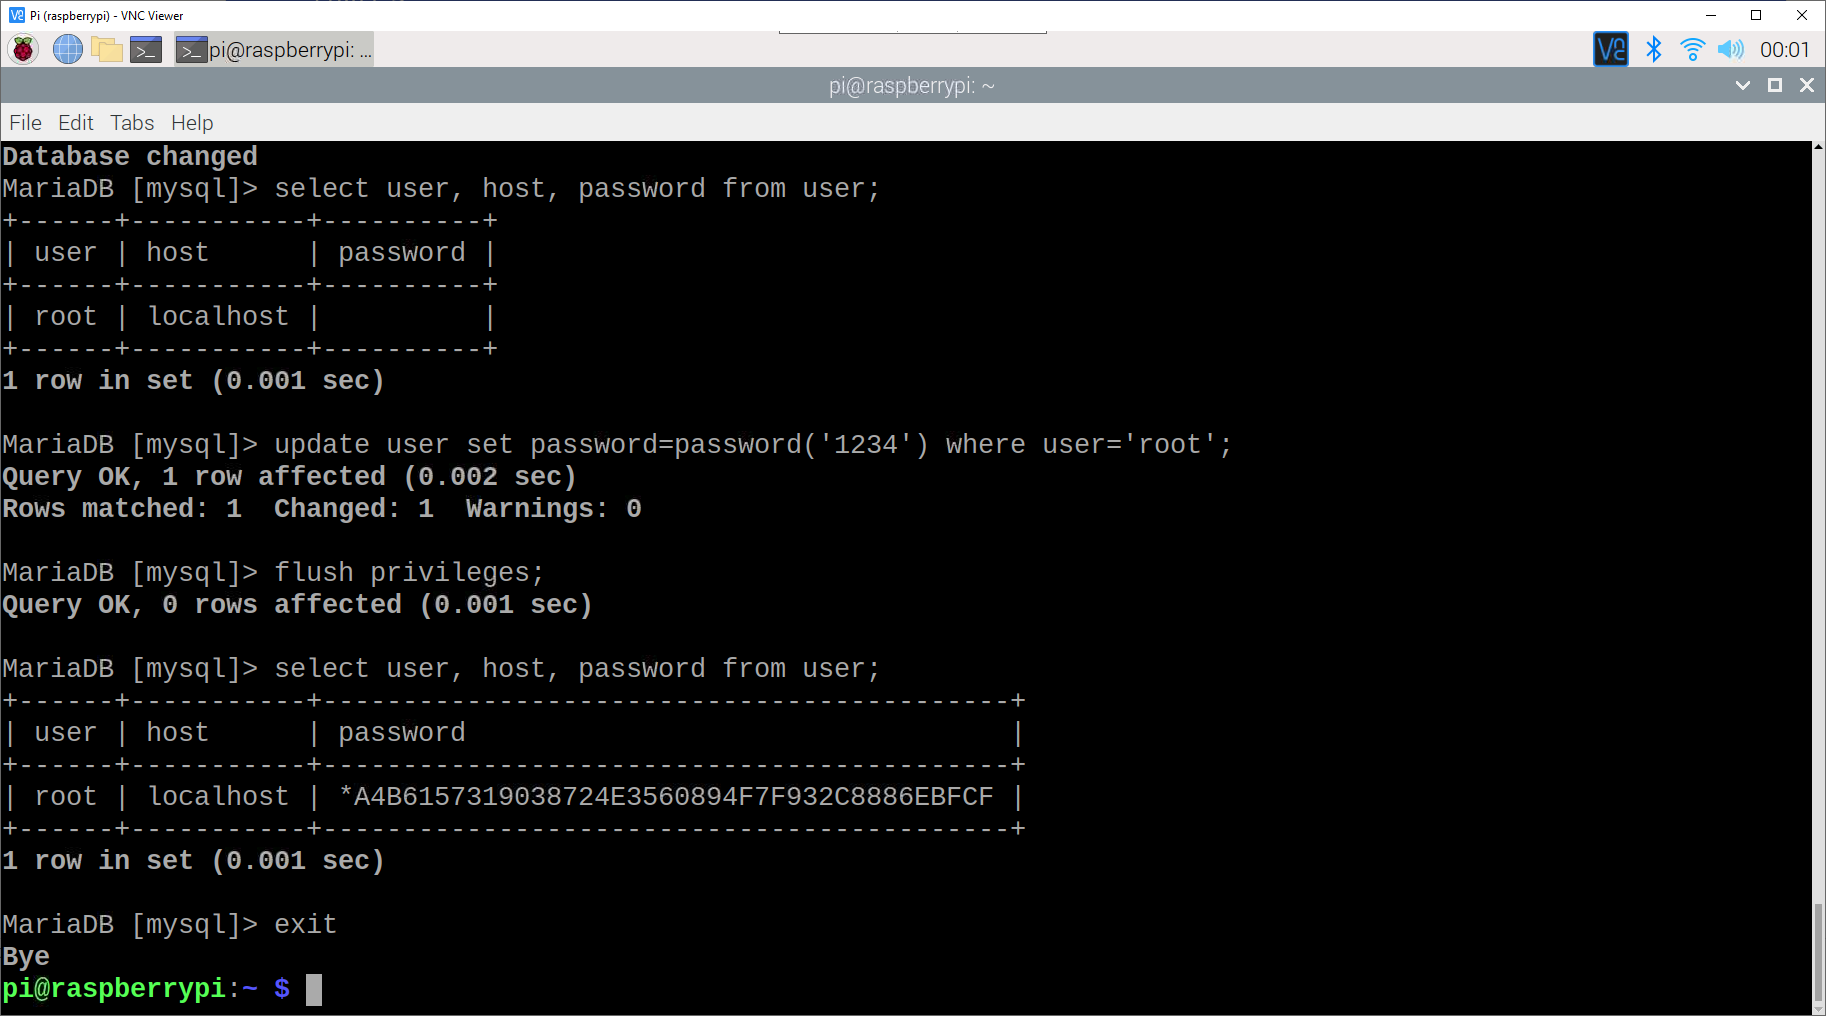 Pi (raspberrypi) - VNC Viewer
pi@raspberrypi: ...
00:01
pi@raspberrypi: ~
File Edit Tabs Help
Database changed
MariaDB [mysql]> select user, host, password from user;
+------+-----------+----------+
| user | host      | password |
+------+-----------+----------+
| root | localhost |          |
+------+-----------+----------+
1 row in set (0.001 sec)
MariaDB [mysql]> update user set password=password('1234') where user='root';
Query OK, 1 row affected (0.002 sec)
Rows matched: 1  Changed: 1  Warnings: 0
MariaDB [mysql]> flush privileges;
Query OK, 0 rows affected (0.001 sec)
MariaDB [mysql]> select user, host, password from user;
+------+-----------+-------------------------------------------+
| user | host      | password                                  |
+------+-----------+-------------------------------------------+
| root | localhost | *A4B6157319038724E3560894F7F932C8886EBFCF |
+------+-----------+-------------------------------------------+
1 row in set (0.001 sec)
MariaDB [mysql]> exit
Bye
pi@raspberrypi:~ $